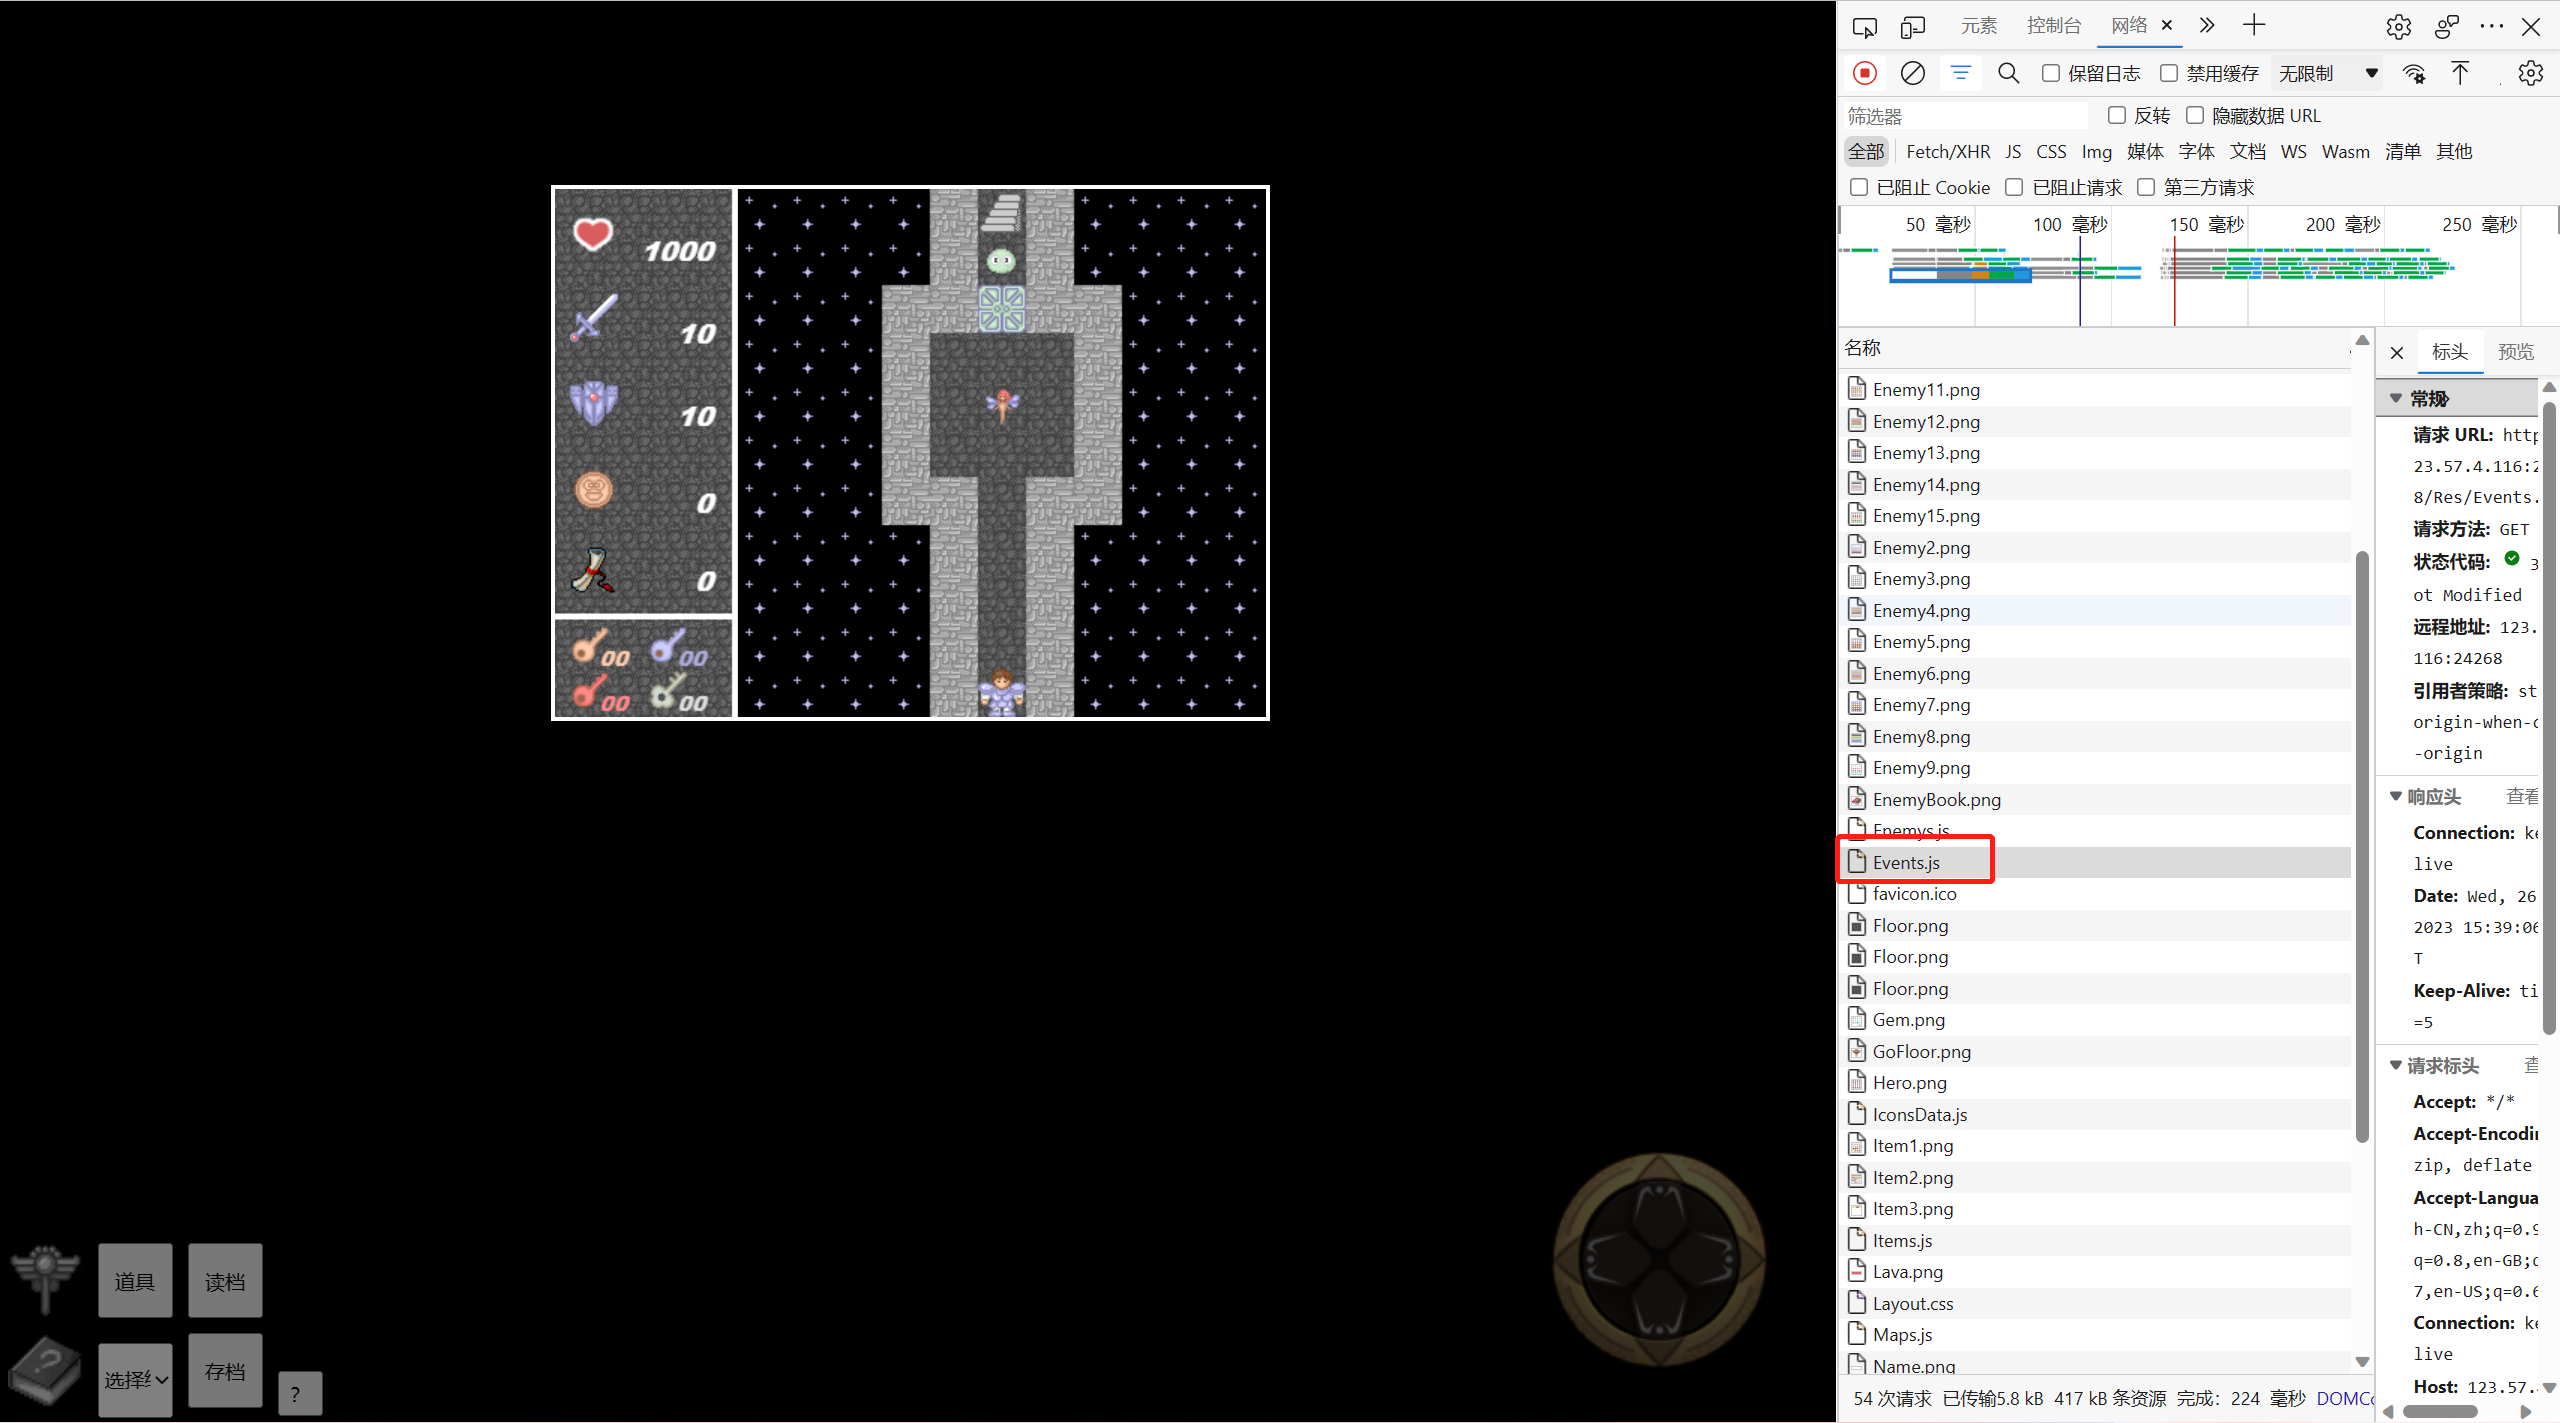 元素 控制台 网络
保留日志 禁用缓存 无限制
筛选器 反转 隐藏数据 URL
全部 Fetch/XHR JS CSS Img 媒体 字体 文档 WS Wasm 清单 其他
已阻止 Cookie 已阻止请求 第三方请求
50 毫秒 100 毫秒 150 毫秒 200 毫秒 250 毫秒
1000
10
10
0
0
00 00
00 00
道具
读档
选择纟
存档
?
名称
Enemy11.png
Enemy12.png
Enemy13.png
Enemy14.png
Enemy15.png
Enemy2.png
Enemy3.png
Enemy4.png
Enemy5.png
Enemy6.png
Enemy7.png
Enemy8.png
Enemy9.png
EnemyBook.png
Enemys.js
Events.js
favicon.ico
Floor.png
Floor.png
Floor.png
Gem.png
GoFloor.png
Hero.png
IconsData.js
Item1.png
Item2.png
Item3.png
Items.js
Lava.png
Layout.css
Maps.js
Name.png
54 次请求 已传输5.8 kB 417 kB 条资源 完成: 224 毫秒 DOMCo
标头 预览
常规
请求 URL: http
23.57.4.116:2
8/Res/Events.
请求方法: GET
状态代码: 3
ot Modified
远程地址: 123.
116:24268
引用者策略: st
origin-when-c
-origin
响应头 查看
Connection: ke
live
Date: Wed, 26
2023 15:39:06
T
Keep-Alive: ti
=5
请求标头 查
Accept: */*
Accept-Encodin
zip, deflate
Accept-Langua
h-CN,zh;q=0.9
q=0.8,en-GB;q
7,en-US;q=0.6
Connection: ke
live
Host: 123.57.